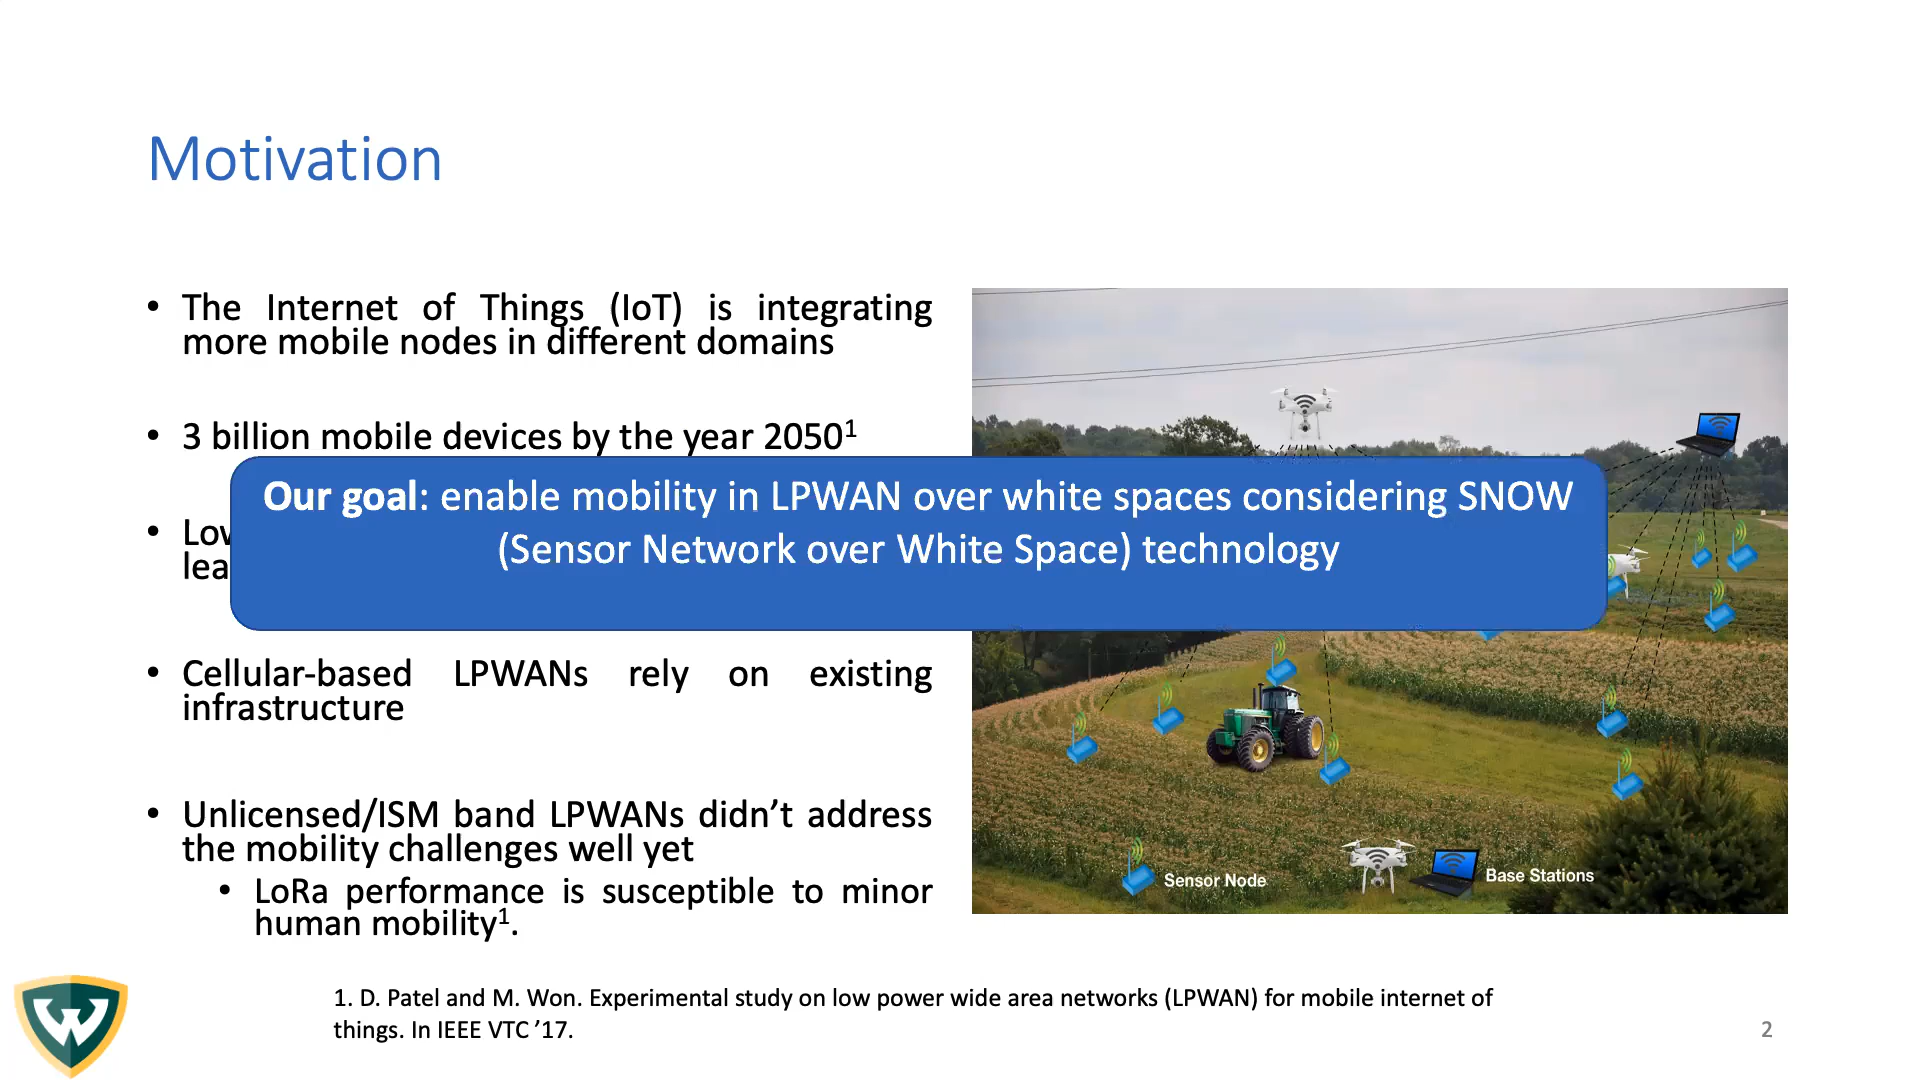 Motivation
• The Internet of Things (IoT) is integrating
more mobile nodes in different domains
• 3 billion mobile devices by the year 2050¹
Our goal: enable mobility in LPWAN over white spaces considering SNOW
(Sensor Network over White Space) technology
• Cellular-based LPWANs rely on existing
infrastructure
• Unlicensed/ISM band LPWANs didn’t address
the mobility challenges well yet
• LoRa performance is susceptible to minor
human mobility¹.
Sensor Node
Base Stations
1. D. Patel and M. Won. Experimental study on low power wide area networks (LPWAN) for mobile internet of
things. In IEEE VTC ’17.
2
W